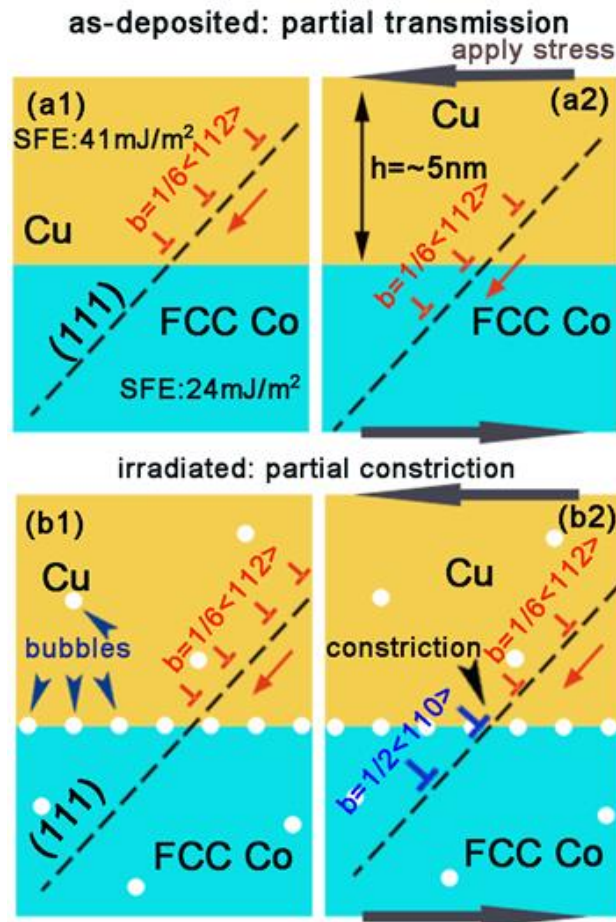 as-deposited: partial transmission
apply stress
(a1)
SFE:41mJ/m²
b=1/6<112>
Cu
(111)
FCC Co
SFE:24mJ/m²
(a2)
Cu
h=~5nm
b=1/6<112>
FCC Co
irradiated: partial constriction
(b1)
Cu
bubbles
b=1/6<112>
(111)
FCC Co
(b2)
Cu
b=1/6<112>
constriction
b=1/2<110>
FCC Co